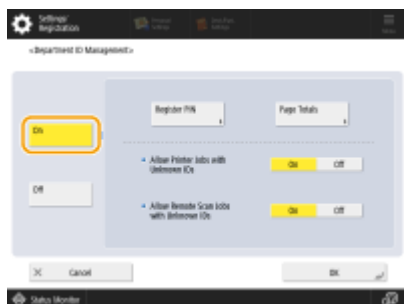 Settings/
Registration
Menu
<Department ID Management>
Register PIN
Page Totals
On
Allow Printer Jobs with
Unknown IDs
On
Off
Off
Allow Remote Scan Jobs
with Unknown IDs
On
Off
Cancel
OK
Status Monitor